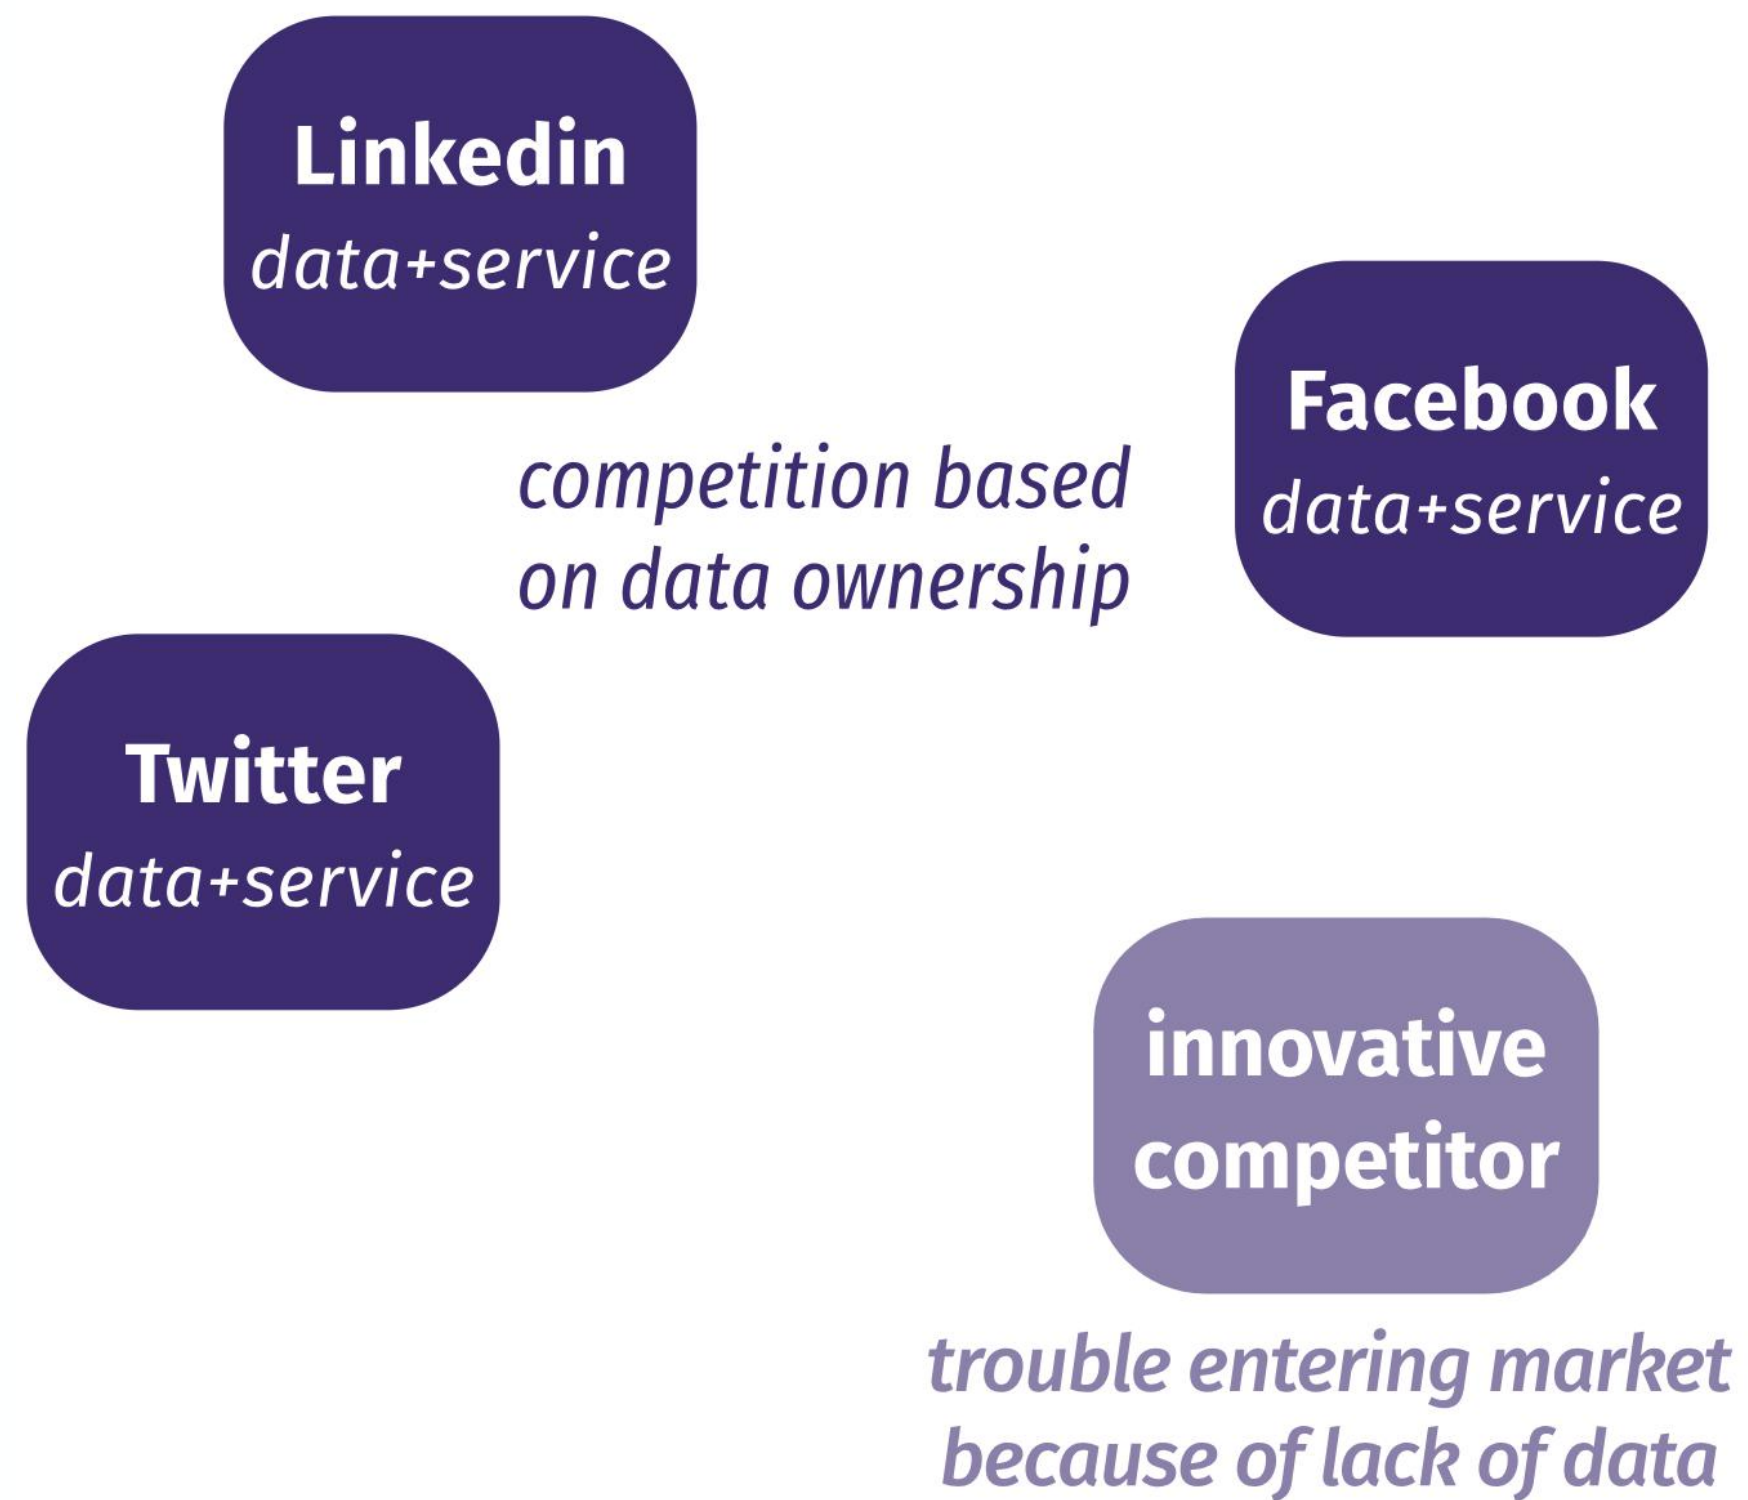 Linkedin
data+service
Facebook
data+service
competition based
on data ownership
Twitter
data+service
innovative
competitor
trouble entering market
because of lack of data